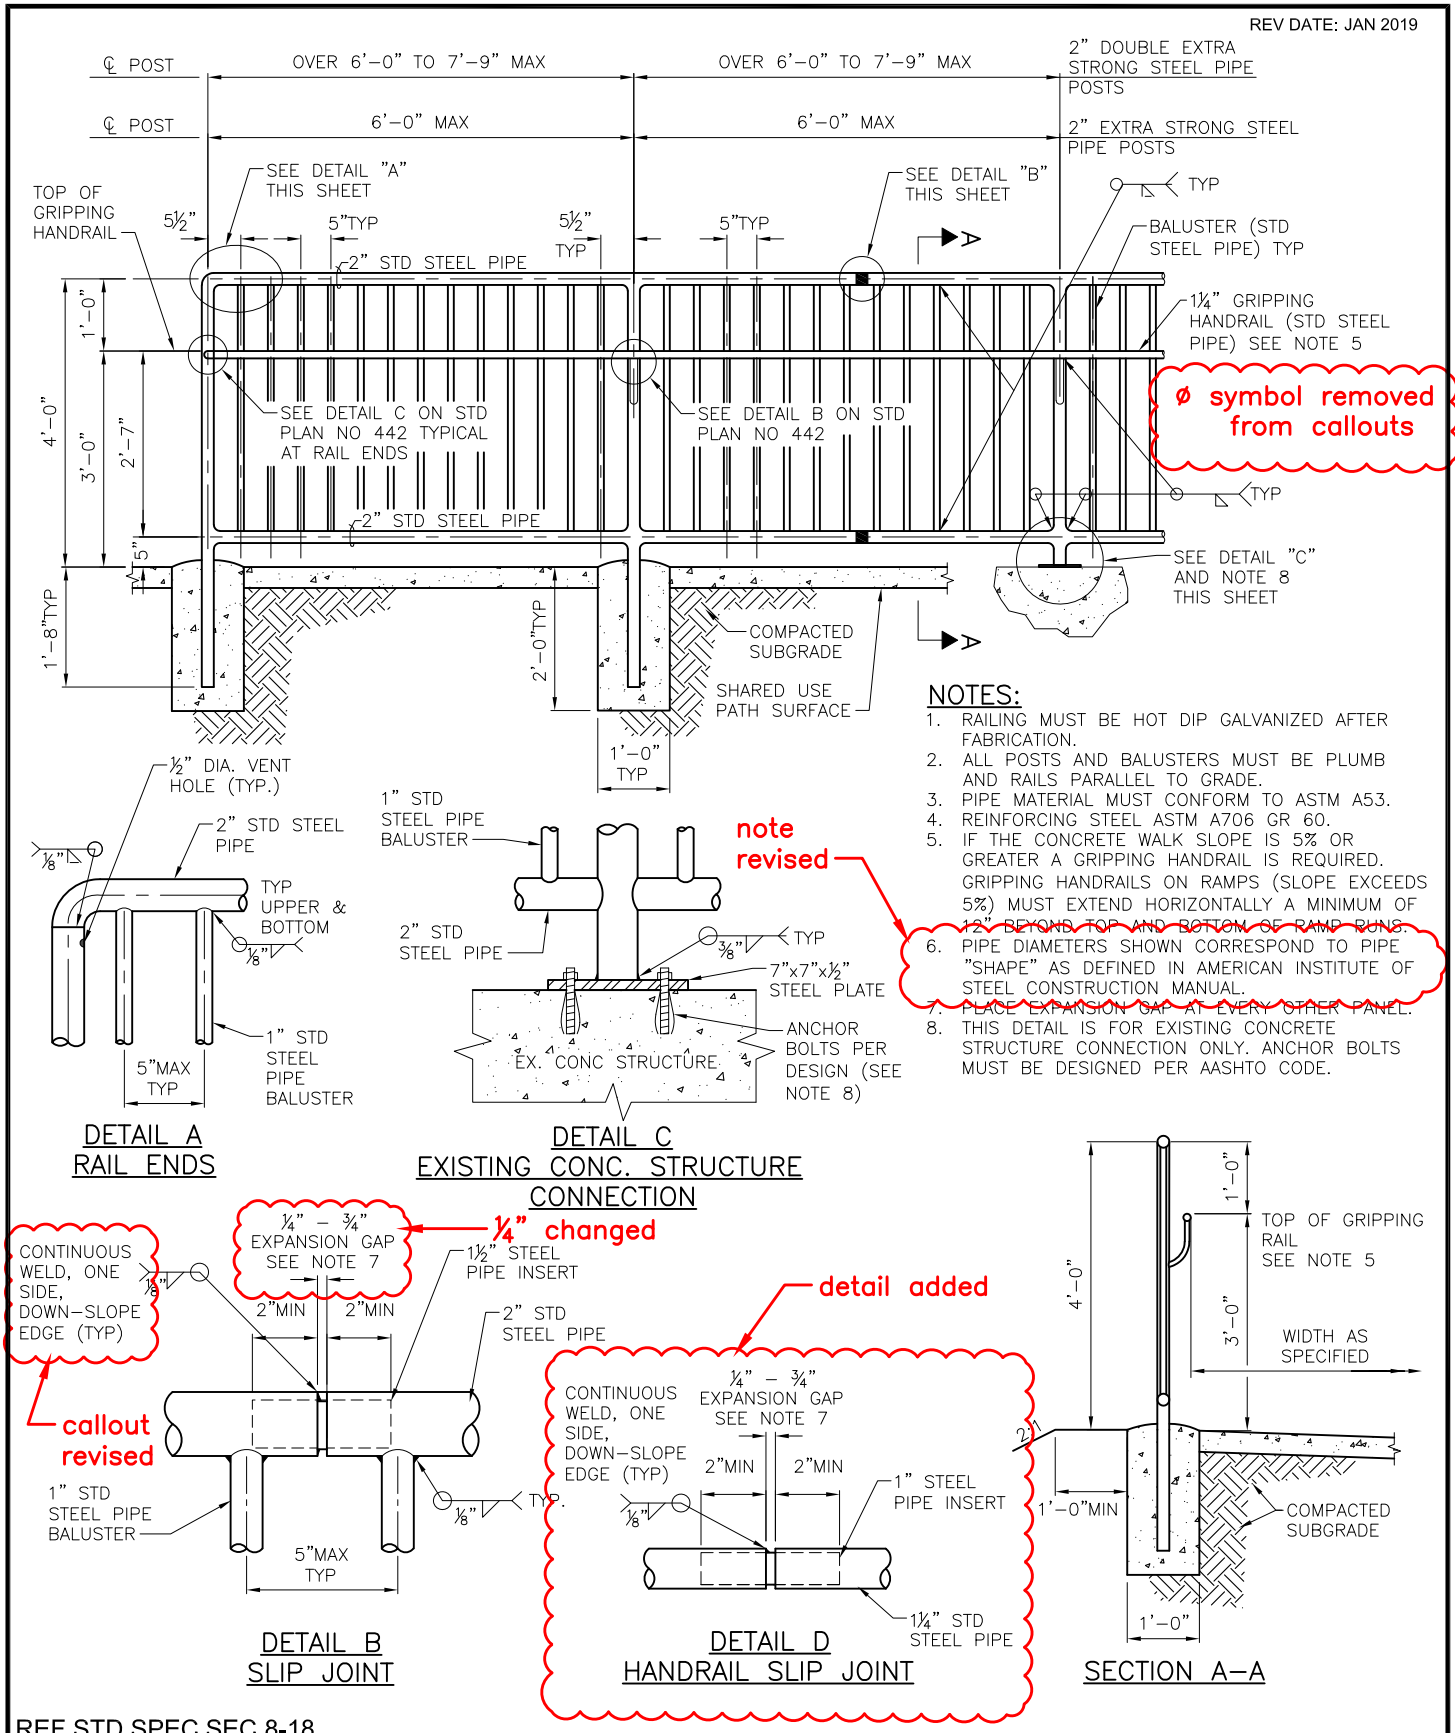 REV DATE: JAN 2019
℄ POST
OVER 6'-0" TO 7'-9" MAX
OVER 6'-0" TO 7'-9" MAX
2" DOUBLE EXTRA
STRONG STEEL PIPE
POSTS
℄ POST
6'-0" MAX
6'-0" MAX
2" EXTRA STRONG STEEL
PIPE POSTS
SEE DETAIL "A"
THIS SHEET
SEE DETAIL "B"
THIS SHEET
TYP
TOP OF
GRIPPING
HANDRAIL
5½"
5"TYP
5½"
TYP
5"TYP
A
BALUSTER (STD
STEEL PIPE) TYP
2" STD STEEL PIPE
1¼" GRIPPING
HANDRAIL (STD STEEL
PIPE) SEE NOTE 5
1'-0"
4'-0"
3'-0"
2'-7"
ø symbol removed
from callouts
SEE DETAIL C ON STD
PLAN NO 442 TYPICAL
AT RAIL ENDS
SEE DETAIL B ON STD
PLAN NO 442
TYP
2" STD STEEL PIPE
5"
SEE DETAIL "C"
AND NOTE 8
THIS SHEET
1'-8"TYP
2'-0"TYP
COMPACTED
SUBGRADE
A
SHARED USE
PATH SURFACE
1'-0"
TYP
NOTES:
1. RAILING MUST BE HOT DIP GALVANIZED AFTER
FABRICATION.
2. ALL POSTS AND BALUSTERS MUST BE PLUMB
AND RAILS PARALLEL TO GRADE.
3. PIPE MATERIAL MUST CONFORM TO ASTM A53.
4. REINFORCING STEEL ASTM A706 GR 60.
5. IF THE CONCRETE WALK SLOPE IS 5% OR
GREATER A GRIPPING HANDRAIL IS REQUIRED.
GRIPPING HANDRAILS ON RAMPS (SLOPE EXCEEDS
5%) MUST EXTEND HORIZONTALLY A MINIMUM OF
12" BEYOND TOP AND BOTTOM OF RAMP RUNS.
6. PIPE DIAMETERS SHOWN CORRESPOND TO PIPE
"SHAPE" AS DEFINED IN AMERICAN INSTITUTE OF
STEEL CONSTRUCTION MANUAL.
7. PLACE EXPANSION GAP AT EVERY OTHER PANEL.
8. THIS DETAIL IS FOR EXISTING CONCRETE
STRUCTURE CONNECTION ONLY. ANCHOR BOLTS
MUST BE DESIGNED PER AASHTO CODE.
note
revised
½" DIA. VENT
HOLE (TYP.)
2" STD STEEL
PIPE
⅛"
TYP
UPPER &
BOTTOM
⅛"
1" STD
STEEL
PIPE
BALUSTER
5"MAX
TYP
DETAIL A
RAIL ENDS
1" STD
STEEL PIPE
BALUSTER
2" STD
STEEL PIPE
⅜"
TYP
7"x7"x½"
STEEL PLATE
ANCHOR
BOLTS PER
DESIGN (SEE
NOTE 8)
EX. CONC STRUCTURE
DETAIL C
EXISTING CONC. STRUCTURE
CONNECTION
CONTINUOUS
WELD, ONE
SIDE,
DOWN-SLOPE
EDGE (TYP)
⅛"
¼" - ¾"
EXPANSION GAP
SEE NOTE 7
¼" changed
1½" STEEL
PIPE INSERT
2"MIN
2"MIN
2" STD
STEEL PIPE
callout
revised
1" STD
STEEL PIPE
BALUSTER
⅛"
TYP.
5"MAX
TYP
DETAIL B
SLIP JOINT
detail added
¼" - ¾"
EXPANSION GAP
SEE NOTE 7
CONTINUOUS
WELD, ONE
SIDE,
DOWN-SLOPE
EDGE (TYP)
2"MIN
2"MIN
⅛"
1" STEEL
PIPE INSERT
1¼" STD
STEEL PIPE
DETAIL D
HANDRAIL SLIP JOINT
1'-0"
4'-0"
TOP OF GRIPPING
RAIL
SEE NOTE 5
3'-0"
WIDTH AS
SPECIFIED
2:1
1'-0"MIN
COMPACTED
SUBGRADE
1'-0"
SECTION A-A
REF STD SPEC SEC 8-18